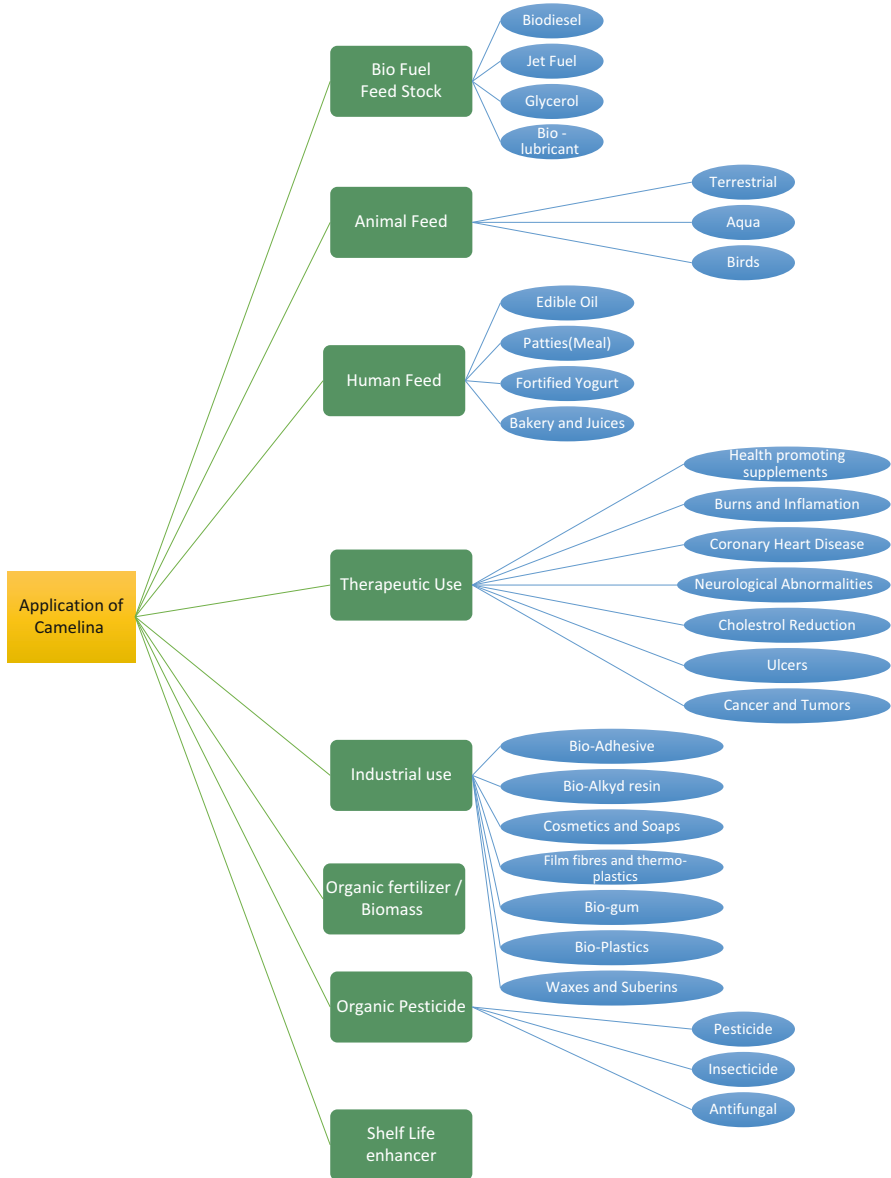 Biodiesel
Jet Fuel
Glycerol
Bio -
lubricant
Bio Fuel
Feed Stock
Terrestrial
Aqua
Birds
Animal Feed
Edible Oil
Patties(Meal)
Fortified Yogurt
Bakery and Juices
Human Feed
Health promoting
supplements
Burns and Inflamation
Coronary Heart Disease
Neurological Abnormalities
Cholestrol Reduction
Ulcers
Cancer and Tumors
Therapeutic Use
Application of
Camelina
Bio-Adhesive
Bio-Alkyd resin
Cosmetics and Soaps
Film fibres and thermo-
plastics
Bio-gum
Bio-Plastics
Waxes and Suberins
Industrial use
Organic fertilizer /
Biomass
Organic Pesticide
Pesticide
Insecticide
Antifungal
Shelf Life
enhancer